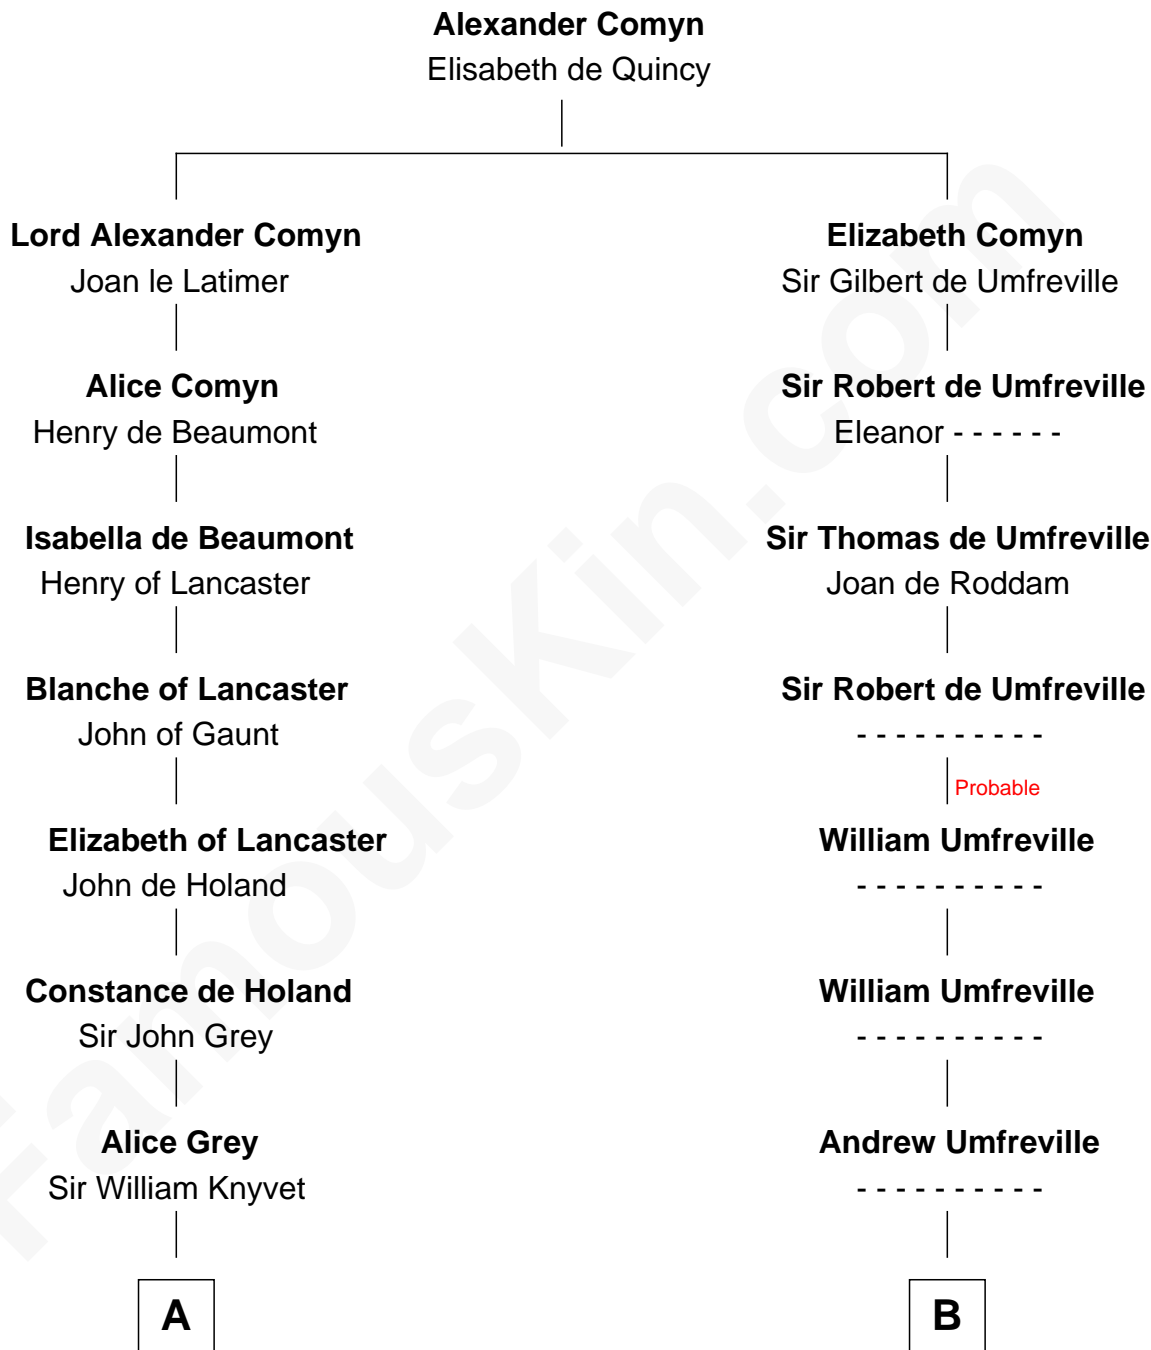 Alexander Comyn
Elisabeth de Quincy
Lord Alexander Comyn
Joan le Latimer
Elizabeth Comyn
Sir Gilbert de Umfreville
Alice Comyn
Henry de Beaumont
Sir Robert de Umfreville
Eleanor - - - - - -
Isabella de Beaumont
Henry of Lancaster
Sir Thomas de Umfreville
Joan de Roddam
Blanche of Lancaster
John of Gaunt
Sir Robert de Umfreville
- - - - - - - - - -
Probable
Elizabeth of Lancaster
John de Holand
William Umfreville
- - - - - - - - - -
Constance de Holand
Sir John Grey
William Umfreville
- - - - - - - - - -
Alice Grey
Sir William Knyvet
Andrew Umfreville
- - - - - - - - - -
A
B
FamousKin.com